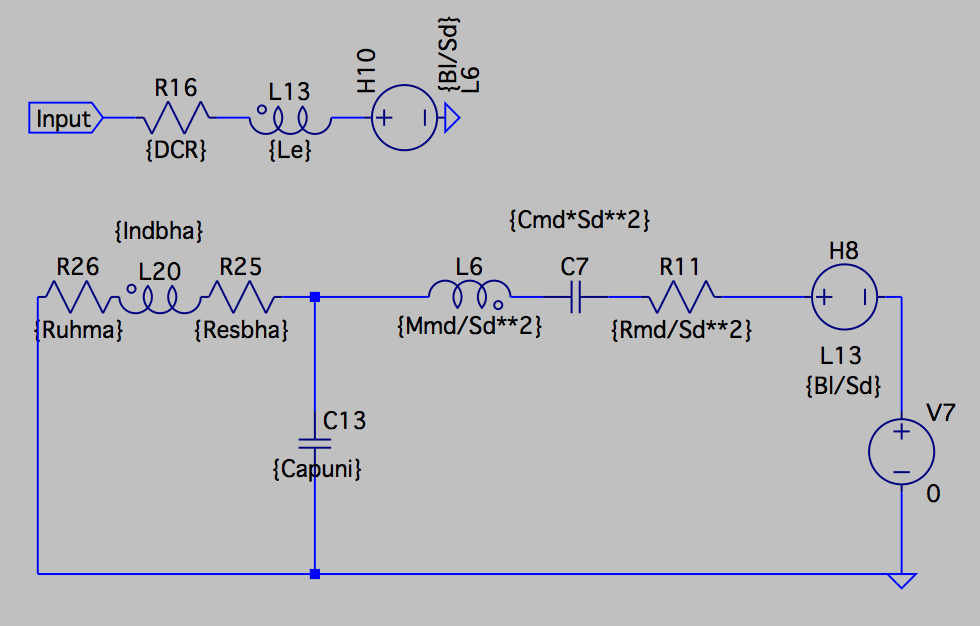 Input
R16
{DCR}
L13
{Le}
H10
+
-
{Bl/Sd}
L6
{Indbha}
R26
{Ruhma}
L20
R25
{Resbha}
{Cmd*Sd**2}
L6
{Mmd/Sd**2}
C7
R11
{Rmd/Sd**2}
H8
+
-
L13
{Bl/Sd}
C13
{Capuni}
V7
+
-
0